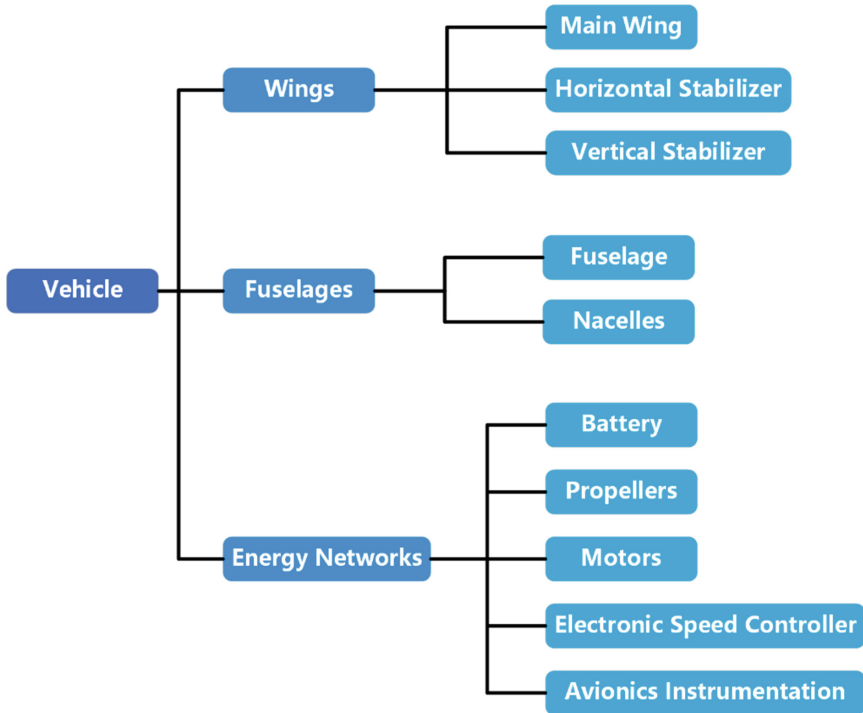 Vehicle
Wings
Main Wing
Horizontal Stabilizer
Vertical Stabilizer
Fuselages
Fuselage
Nacelles
Energy Networks
Battery
Propellers
Motors
Electronic Speed Controller
Avionics Instrumentation